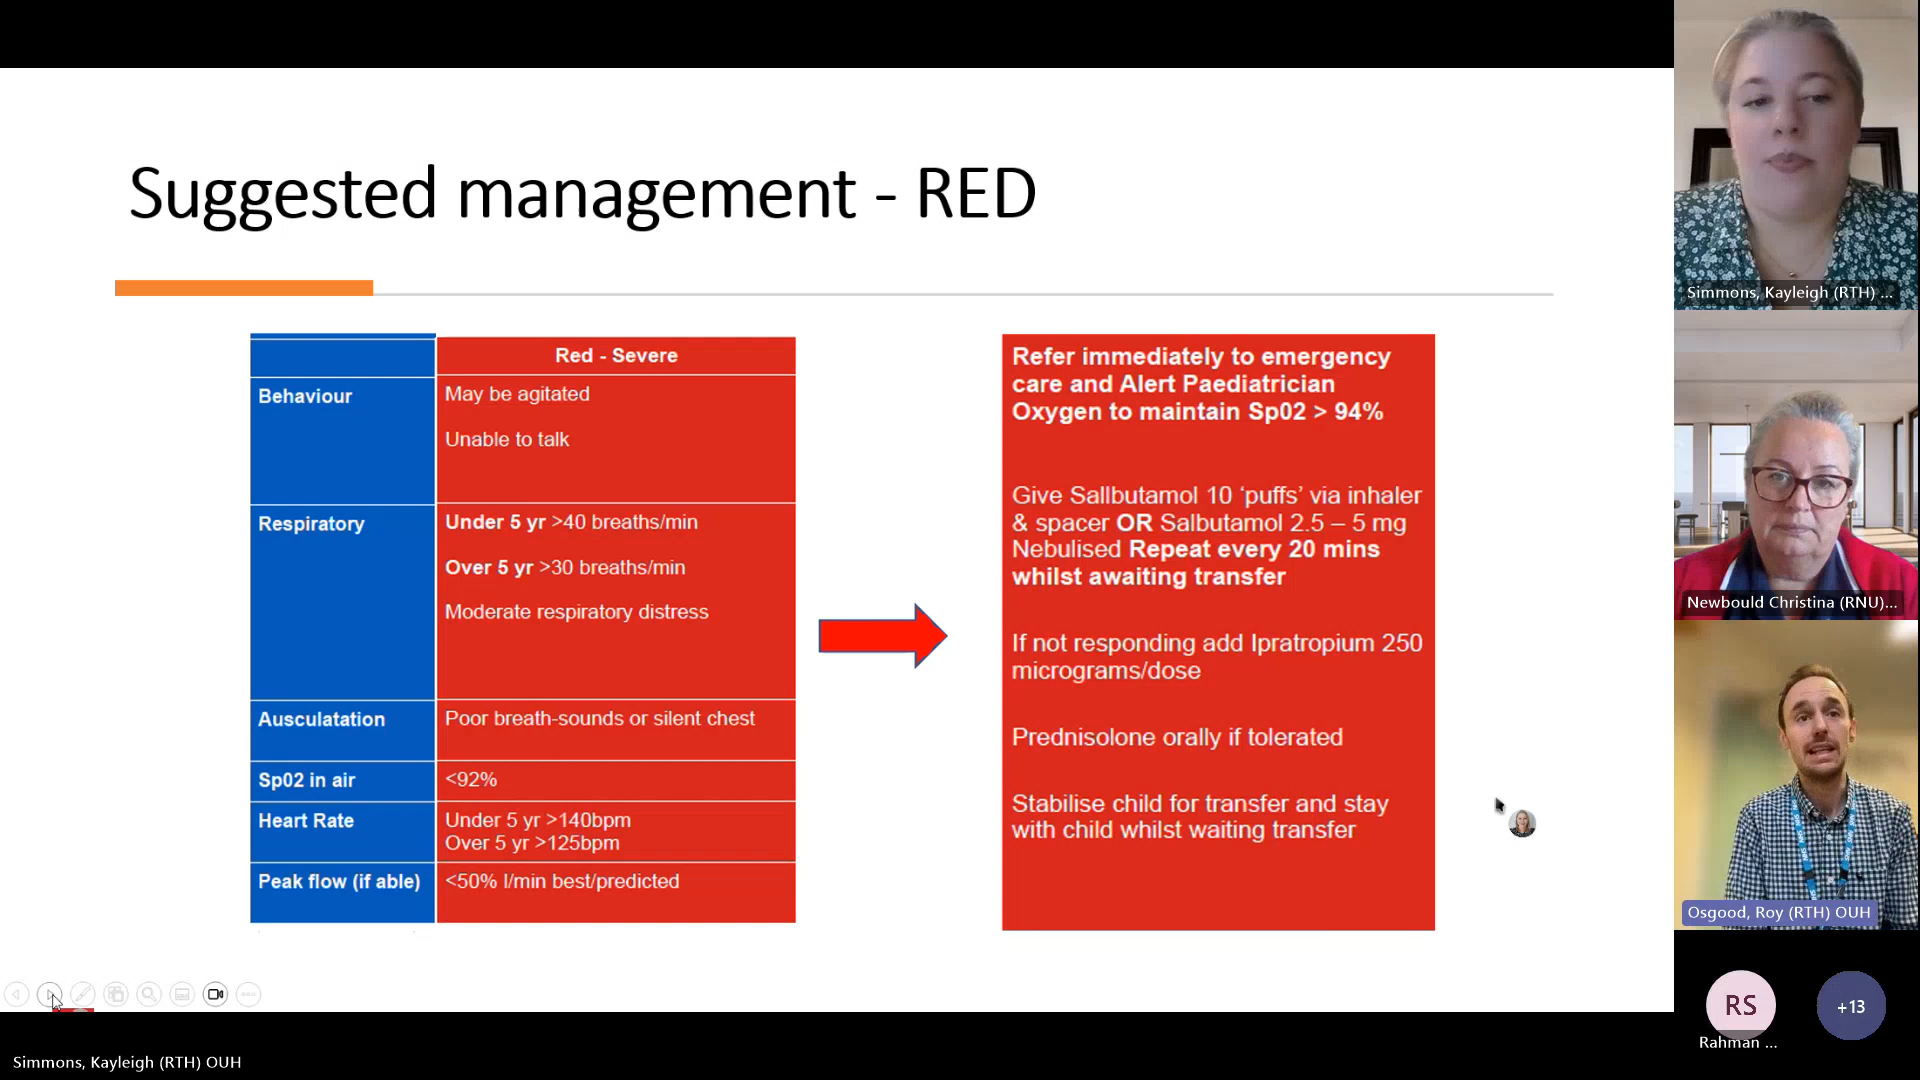 Suggested management - RED
Red - Severe
Behaviour
May be agitated
Unable to talk
Respiratory
Under 5 yr >40 breaths/min
Over 5 yr >30 breaths/min
Moderate respiratory distress
Ausculatation
Poor breath-sounds or silent chest
Sp02 in air
<92%
Heart Rate
Under 5 yr >140bpm
Over 5 yr >125bpm
Peak flow (if able)
<50% l/min best/predicted
Refer immediately to emergency
care and Alert Paediatrician
Oxygen to maintain Sp02 > 94%
Give Sallbutamol 10 ‘puffs’ via inhaler
& spacer OR Salbutamol 2.5 – 5 mg
Nebulised Repeat every 20 mins
whilst awaiting transfer
If not responding add Ipratropium 250
micrograms/dose
Prednisolone orally if tolerated
Stabilise child for transfer and stay
with child whilst waiting transfer
Simmons, Kayleigh (RTH) ...
Newbould Christina (RNU)...
Osgood, Roy (RTH) OUH
RS
+13
Rahman ...
Simmons, Kayleigh (RTH) OUH